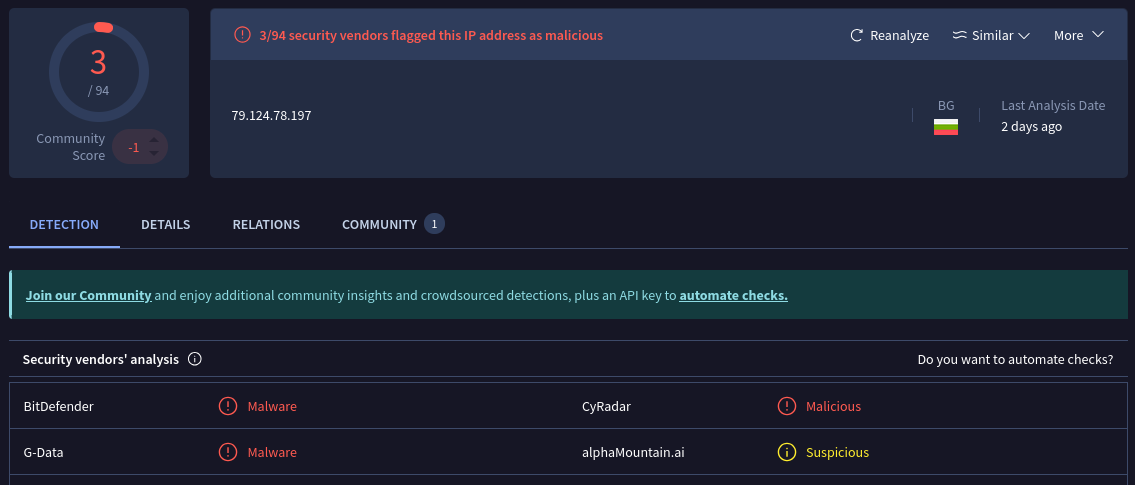 3
/ 94
Community
Score
-1
3/94 security vendors flagged this IP address as malicious
Reanalyze
Similar
More
79.124.78.197
BG
Last Analysis Date
2 days ago
DETECTION
DETAILS
RELATIONS
COMMUNITY 1
Join our Community and enjoy additional community insights and crowdsourced detections, plus an API key to automate checks.
Security vendors' analysis
Do you want to automate checks?
BitDefender
Malware
CyRadar
Malicious
G-Data
Malware
alphaMountain.ai
Suspicious